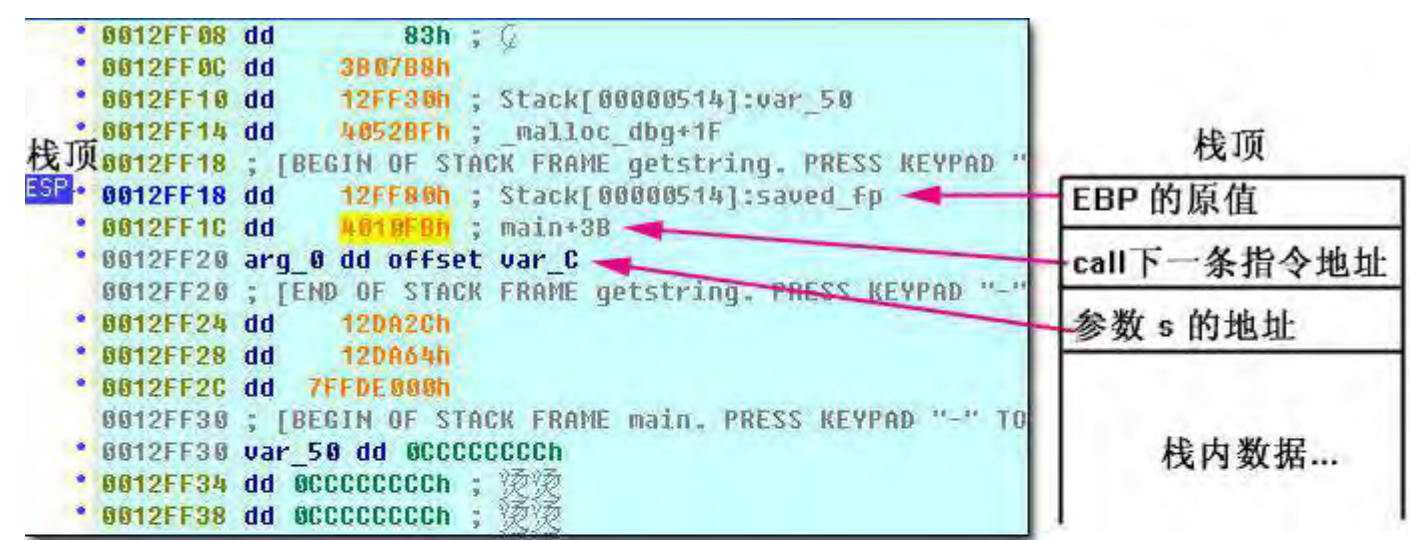 0012FF08 dd 83h ;
0012FF0C dd 3B07B8h
0012FF10 dd 12FF30h ; Stack[00000514]:var_50
0012FF14 dd 4052BFh ; _malloc_dbg+1F
栈顶
0012FF18 ; [BEGIN OF STACK FRAME getstring. PRESS KEYPAD "
ESP
0012FF18 dd 12FF80h ; Stack[00000514]:saved_fp
0012FF1C dd 4010FBh ; main+3B
0012FF20 arg_0 dd offset var_C
0012FF20 ; [END OF STACK FRAME getstring. PRESS KEYPAD "-"
0012FF24 dd 12DA2Ch
0012FF28 dd 12DA64h
0012FF2C dd 7FFDE000h
0012FF30 ; [BEGIN OF STACK FRAME main. PRESS KEYPAD "-" TO
0012FF30 var_50 dd 0CCCCCCCCh
0012FF34 dd 0CCCCCCCCh ; 烫烫
0012FF38 dd 0CCCCCCCCh ; 烫烫
栈顶
EBP 的原值
call下一条指令地址
参数 s 的地址
栈内数据...